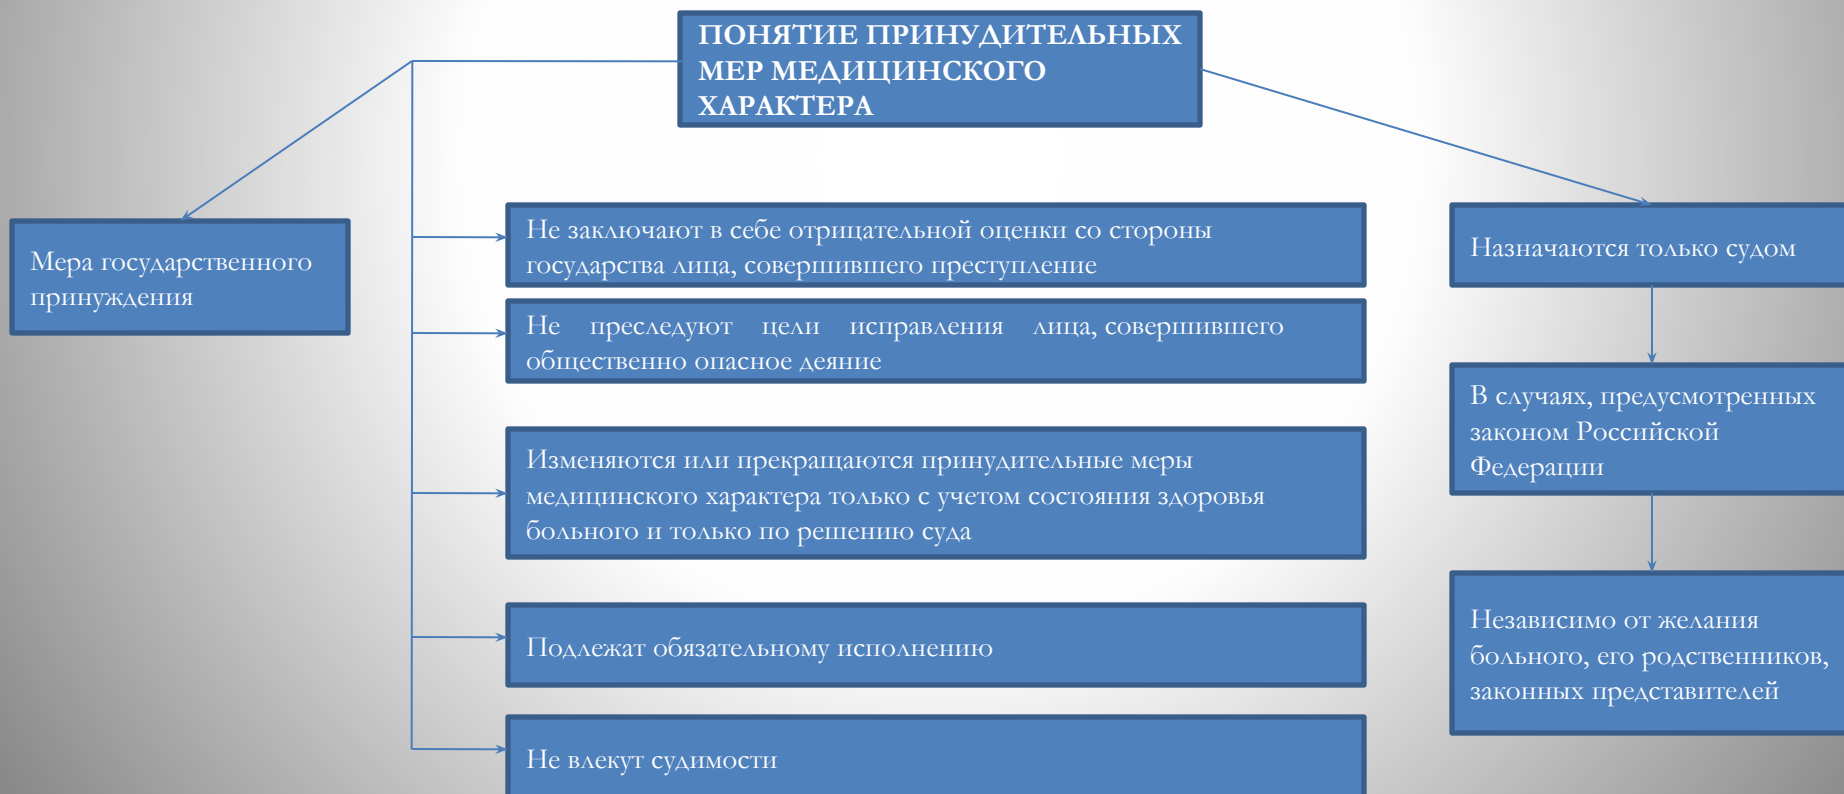 ПОНЯТИЕ ПРИНУДИТЕЛЬНЫХ
МЕР МЕДИЦИНСКОГО
ХАРАКТЕРА
Мера государственного
принуждения
Не заключают в себе отрицательной оценки со стороны
государства лица, совершившего преступление
Не преследуют цели исправления лица, совершившего
общественно опасное деяние
Изменяются или прекращаются принудительные меры
медицинского характера только с учетом состояния здоровья
больного и только по решению суда
Подлежат обязательному исполнению
Не влекут судимости
Назначаются только судом
В случаях, предусмотренных
законом Российской
Федерации
Независимо от желания
больного, его родственников,
законных представителей